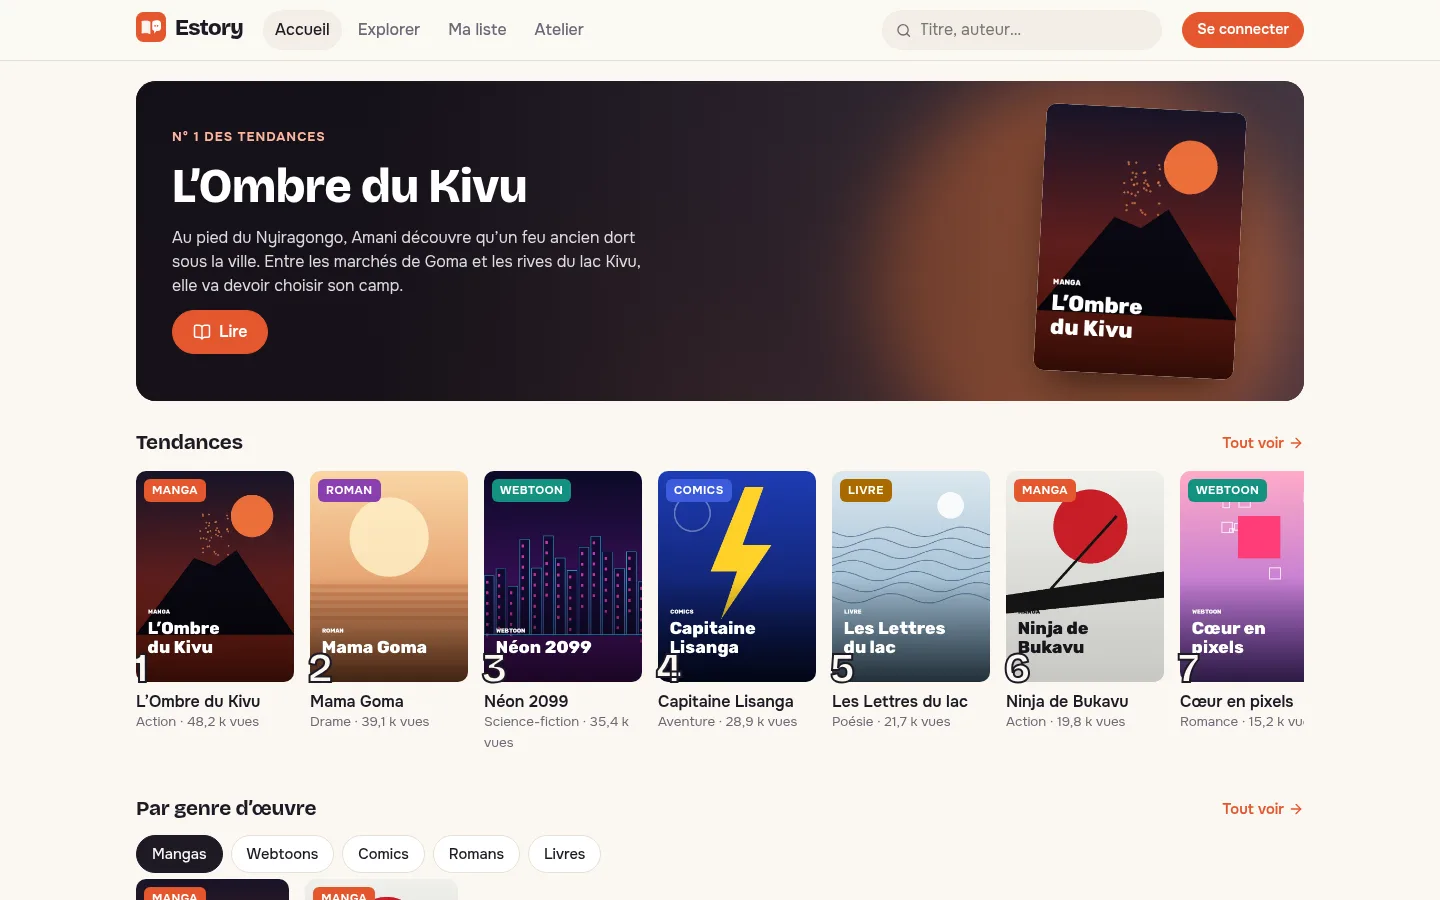 Estory
Accueil
Explorer
Ma liste
Atelier
Titre, auteur…
Se connecter
N° 1 DES TENDANCES
L’Ombre du Kivu
Au pied du Nyiragongo, Amani découvre qu’un feu ancien dort
sous la ville. Entre les marchés de Goma et les rives du lac Kivu,
elle va devoir choisir son camp.
Lire
MANGA
L’Ombre
du Kivu
Tendances
Tout voir →
MANGA
MANGA
L’Ombre
du Kivu
1
L’Ombre du Kivu
Action · 48,2 k vues
ROMAN
ROMAN
Mama Goma
2
Mama Goma
Drame · 39,1 k vues
WEBTOON
WEBTOON
Néon 2099
3
Néon 2099
Science-fiction · 35,4 k
vues
COMICS
COMICS
Capitaine
Lisanga
4
Capitaine Lisanga
Aventure · 28,9 k vues
LIVRE
LIVRE
Les Lettres
du lac
5
Les Lettres du lac
Poésie · 21,7 k vues
MANGA
MANGA
Ninja de
Bukavu
6
Ninja de Bukavu
Action · 19,8 k vues
WEBTOON
WEBTOON
Cœur en
pixels
7
Cœur en pixels
Romance · 15,2 k vu
Par genre d’œuvre
Tout voir →
Mangas
Webtoons
Comics
Romans
Livres
MANGA
MANGA